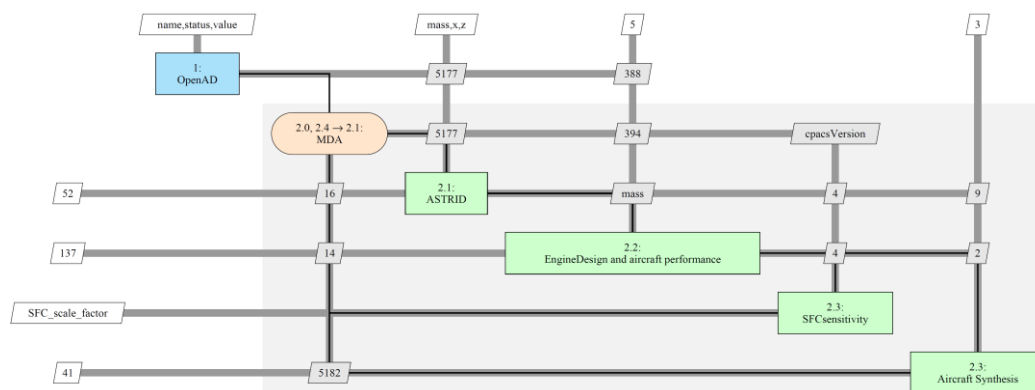 name,status,value
mass,x,z
5
3
1:
OpenAD
5177
388
2.0, 2.4 → 2.1:
MDA
5177
394
cpacsVersion
52
16
2.1:
ASTRID
mass
4
9
137
14
2.2:
EngineDesign and aircraft performance
4
2
SFC_scale_factor
2.3:
SFCsensitivity
41
5182
2.3:
Aircraft Synthesis